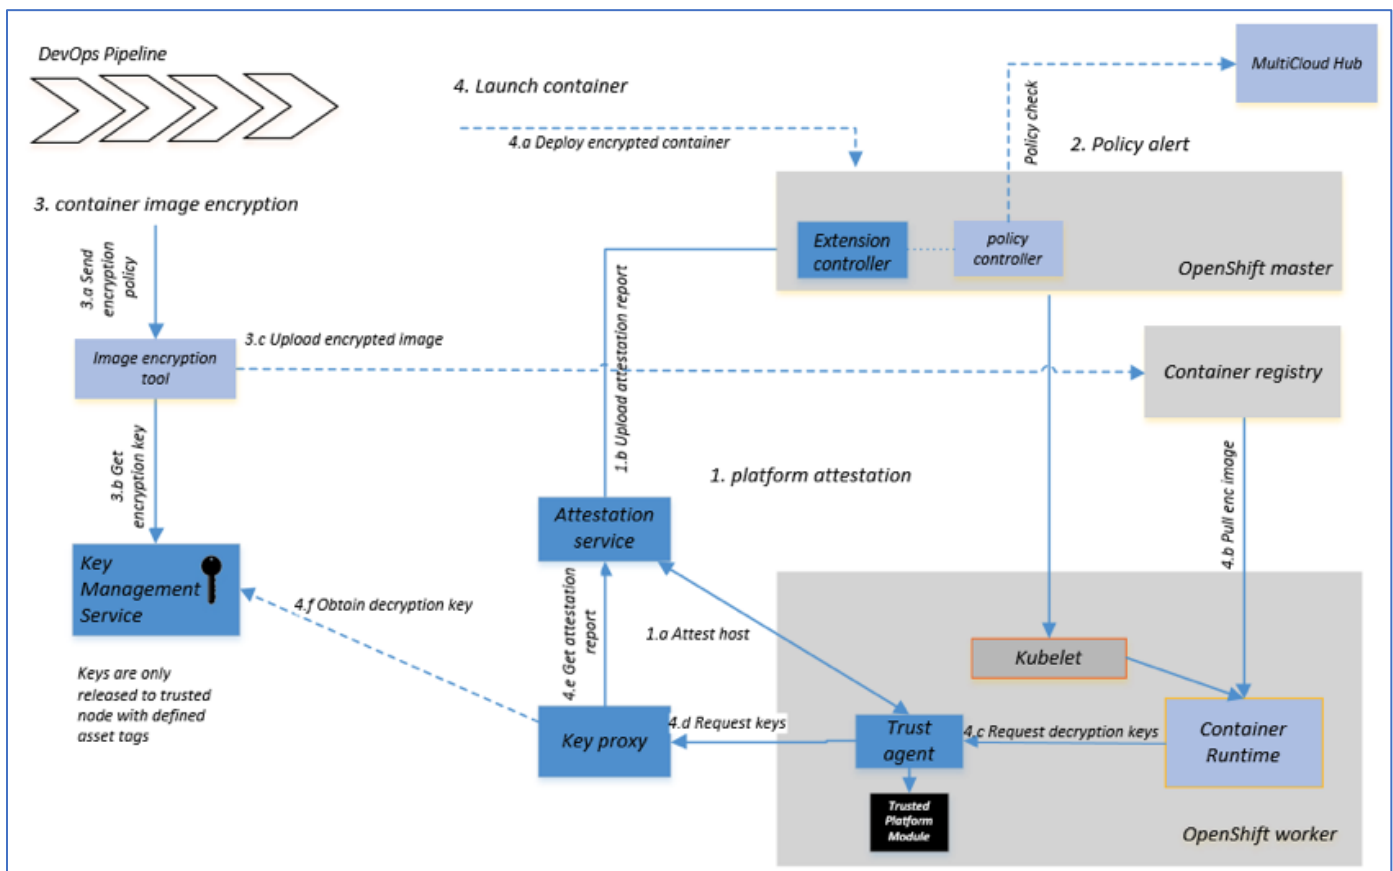 DevOps Pipeline
MultiCloud Hub
4. Launch container
4.a Deploy encrypted container
Policy check
2. Policy alert
3. container image encryption
Extension
controller
policy
controller
OpenShift master
3.a Send
encryption
policy
1.b Upload attestation report
3.c Upload encrypted image
Image encryption
tool
Container registry
3.b Get
encryption key
4.b Pull enc image
1. platform attestation
Attestation
service
Key
Management
Service
4.f Obtain decryption key
4.e Get attestation
report
1.a Attest host
Kubelet
Keys are only
released to trusted
node with defined
asset tags
Key proxy
4.d Request keys
Trust
agent
4.c Request decryption keys
Container
Runtime
Trusted
Platform
Module
OpenShift worker